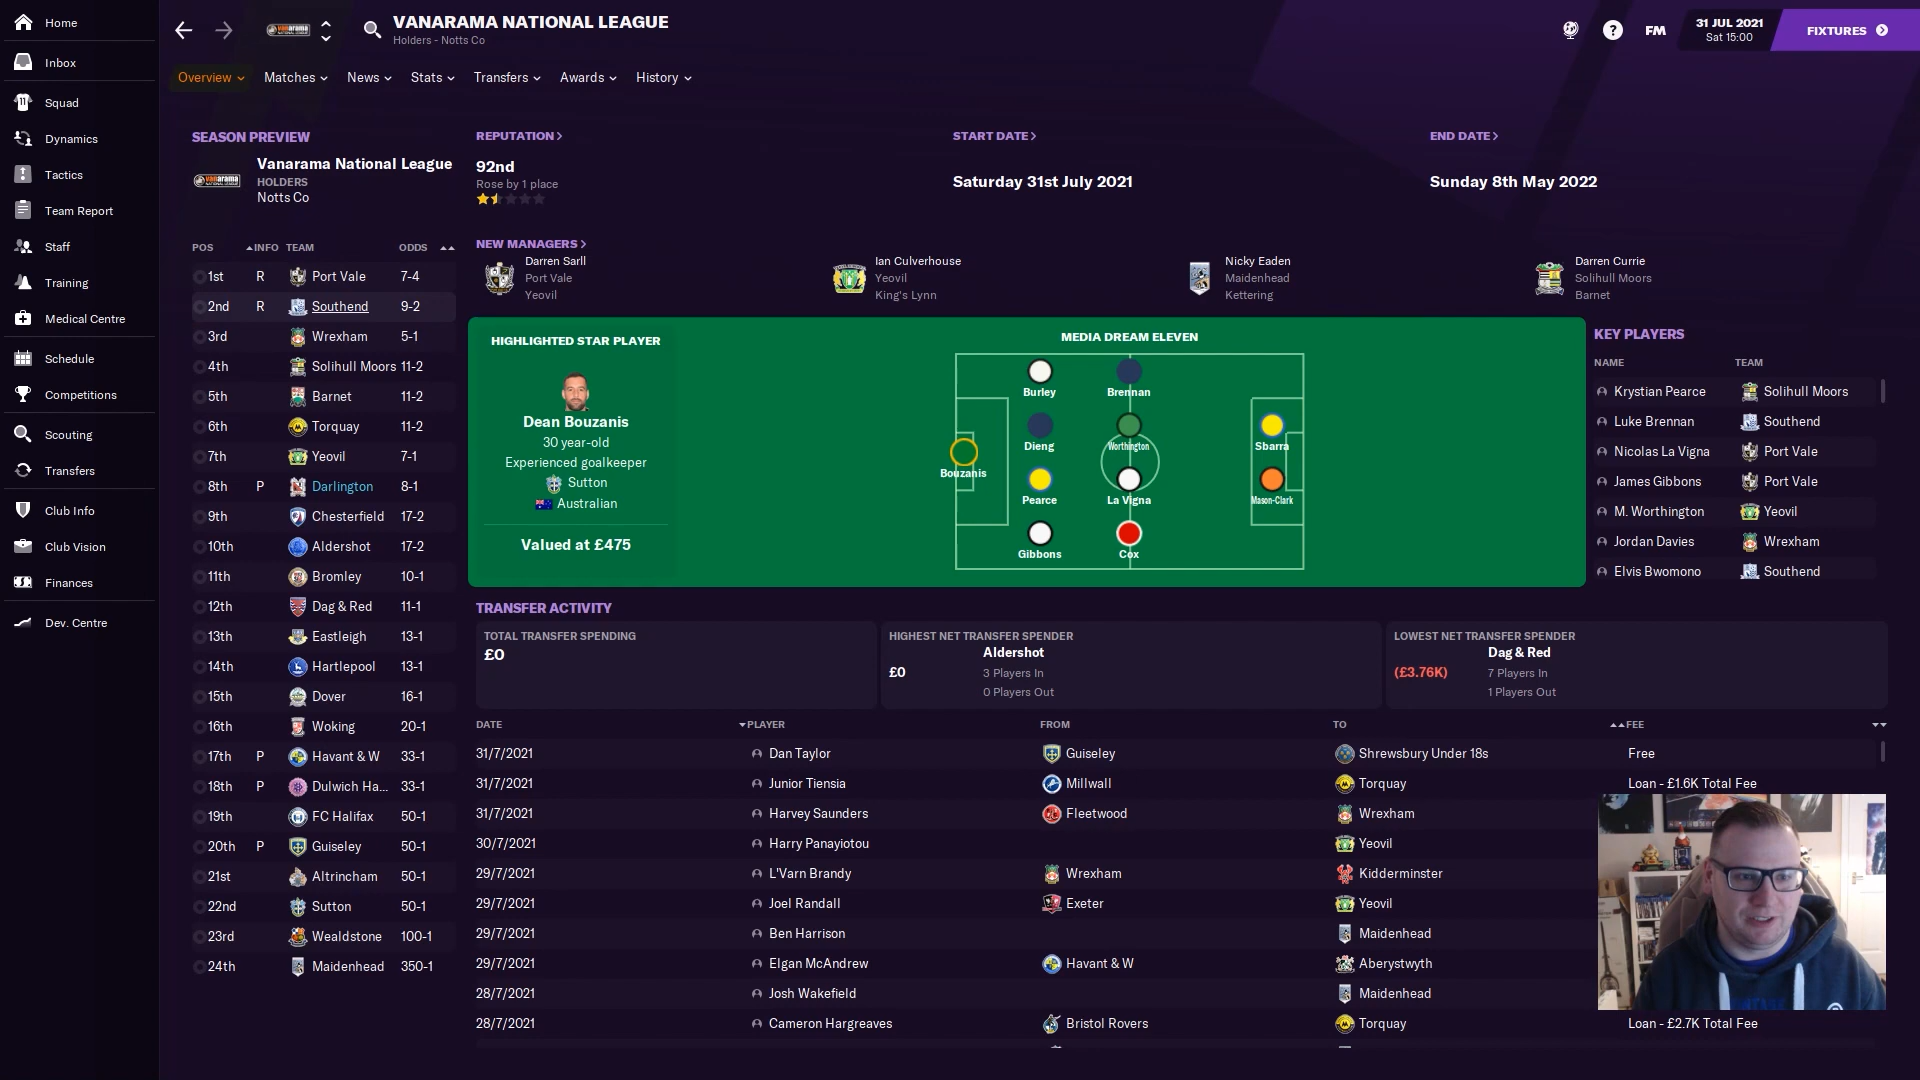 Home
Inbox
Squad
Dynamics
Tactics
Team Report
Staff
Training
Medical Centre
Schedule
Competitions
Scouting
Transfers
Club Info
Club Vision
Finances
Dev. Centre
VANARAMA NATIONAL LEAGUE
Holders - Notts Co
FM
31 JUL 2021
Sat 15:00
FIXTURES
Overview Matches News Stats Transfers Awards History
SEASON PREVIEW
Vanarama National League
HOLDERS
Notts Co
REPUTATION
92nd
Rose by 1 place
START DATE
Saturday 31st July 2021
END DATE
Sunday 8th May 2022
POS INFO TEAM ODDS
1st R Port Vale 7-4
2nd R Southend 9-2
3rd Wrexham 5-1
4th Solihull Moors 11-2
5th Barnet 11-2
6th Torquay 11-2
7th Yeovil 7-1
8th P Darlington 8-1
9th Chesterfield 17-2
10th Aldershot 17-2
11th Bromley 10-1
12th Dag & Red 11-1
13th Eastleigh 13-1
14th Hartlepool 13-1
15th Dover 16-1
16th Woking 20-1
17th P Havant & W 33-1
18th P Dulwich Ha... 33-1
19th FC Halifax 50-1
20th P Guiseley 50-1
21st Altrincham 50-1
22nd Sutton 50-1
23rd Wealdstone 100-1
24th Maidenhead 350-1
NEW MANAGERS
Darren Sarll
Port Vale
Yeovil
Ian Culverhouse
Yeovil
King's Lynn
Nicky Eaden
Maidenhead
Kettering
Darren Currie
Solihull Moors
Barnet
HIGHLIGHTED STAR PLAYER
Dean Bouzanis
30 year-old
Experienced goalkeeper
Sutton
Australian
Valued at £475
MEDIA DREAM ELEVEN
Burley Brennan
Dieng Worthington Sbarra
Bouzanis
Pearce La Vigna Mason-Clark
Gibbons Cox
KEY PLAYERS
NAME TEAM
Krystian Pearce Solihull Moors
Luke Brennan Southend
Nicolas La Vigna Port Vale
James Gibbons Port Vale
M. Worthington Yeovil
Jordan Davies Wrexham
Elvis Bwomono Southend
TRANSFER ACTIVITY
TOTAL TRANSFER SPENDING
£0
HIGHEST NET TRANSFER SPENDER
Aldershot
£0 3 Players In
0 Players Out
LOWEST NET TRANSFER SPENDER
Dag & Red
(£3.76K) 7 Players In
1 Players Out
DATE PLAYER FROM TO FEE
31/7/2021 Dan Taylor Guiseley Shrewsbury Under 18s Free
31/7/2021 Junior Tiensia Millwall Torquay Loan - £1.6K Total Fee
31/7/2021 Harvey Saunders Fleetwood Wrexham
30/7/2021 Harry Panayiotou Yeovil
29/7/2021 L'Varn Brandy Wrexham Kidderminster
29/7/2021 Joel Randall Exeter Yeovil
29/7/2021 Ben Harrison Maidenhead
29/7/2021 Elgan McAndrew Havant & W Aberystwyth
28/7/2021 Josh Wakefield Maidenhead
28/7/2021 Cameron Hargreaves Bristol Rovers Torquay Loan - £2.7K Total Fee